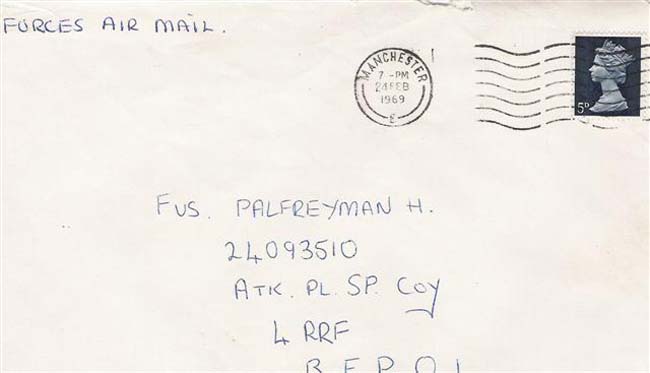 FORCES AIR MAIL.
MANCHESTER
7 - PM
24 FEB
1969
E
5D
FUS. PALFREYMAN H.
24093510
ATK. PL. SP. COY
4 RRF